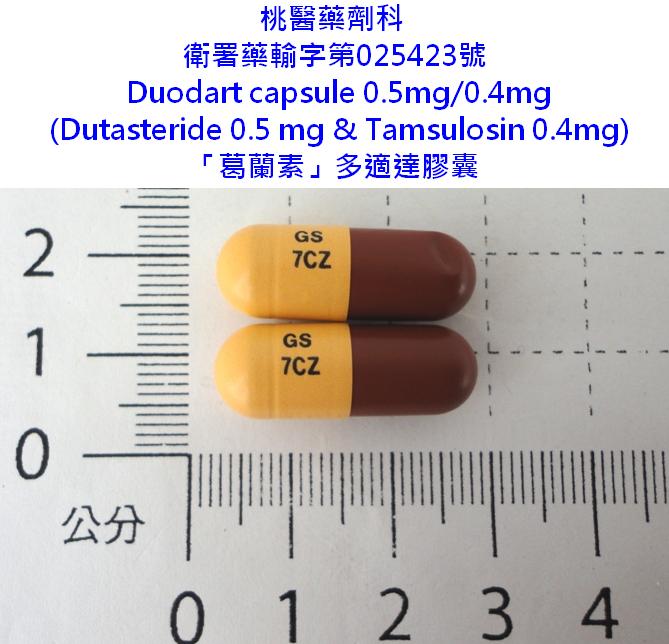 桃醫藥劑科
衛署藥輸字第025423號
Duodart capsule 0.5mg/0.4mg
(Dutasteride 0.5 mg & Tamsulosin 0.4mg)
「葛蘭素」多適達膠囊
GS
7CZ
GS
7CZ
2
1
0
公分
0 1 2 3 4